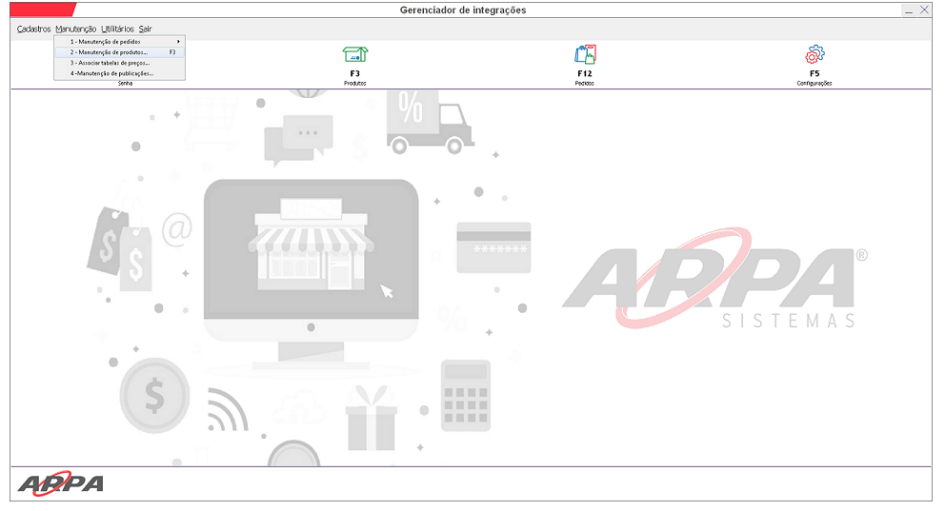 Gerenciador de integrações
Cadastros Manutenção Utilitários Sair
1 - Manutenção de pedidos
2 - Manutenção de produtos... F3
3 - Associar tabelas de preços...
4 -Manutenção de publicações...
Senha
F3
Produtos
F12
Pedidos
F5
Configurações
%
$
@
$
$
*******
%
$
ARPA®
SISTEMAS
ARPA